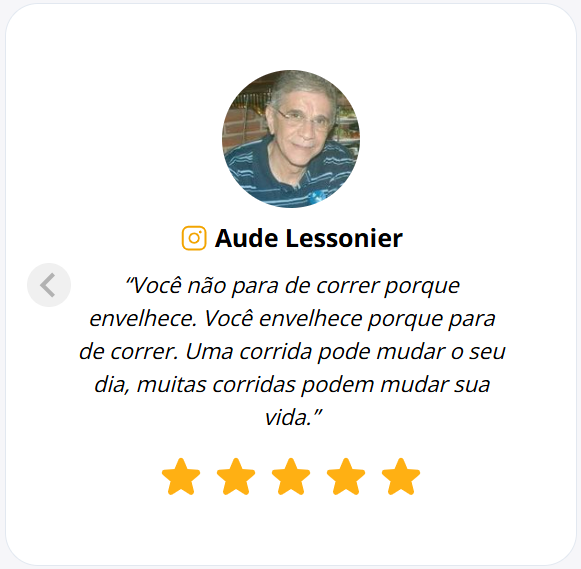 Aude Lessonier
“Você não para de correr porque
envelhece. Você envelhece porque para
de correr. Uma corrida pode mudar o seu
dia, muitas corridas podem mudar sua
vida.”